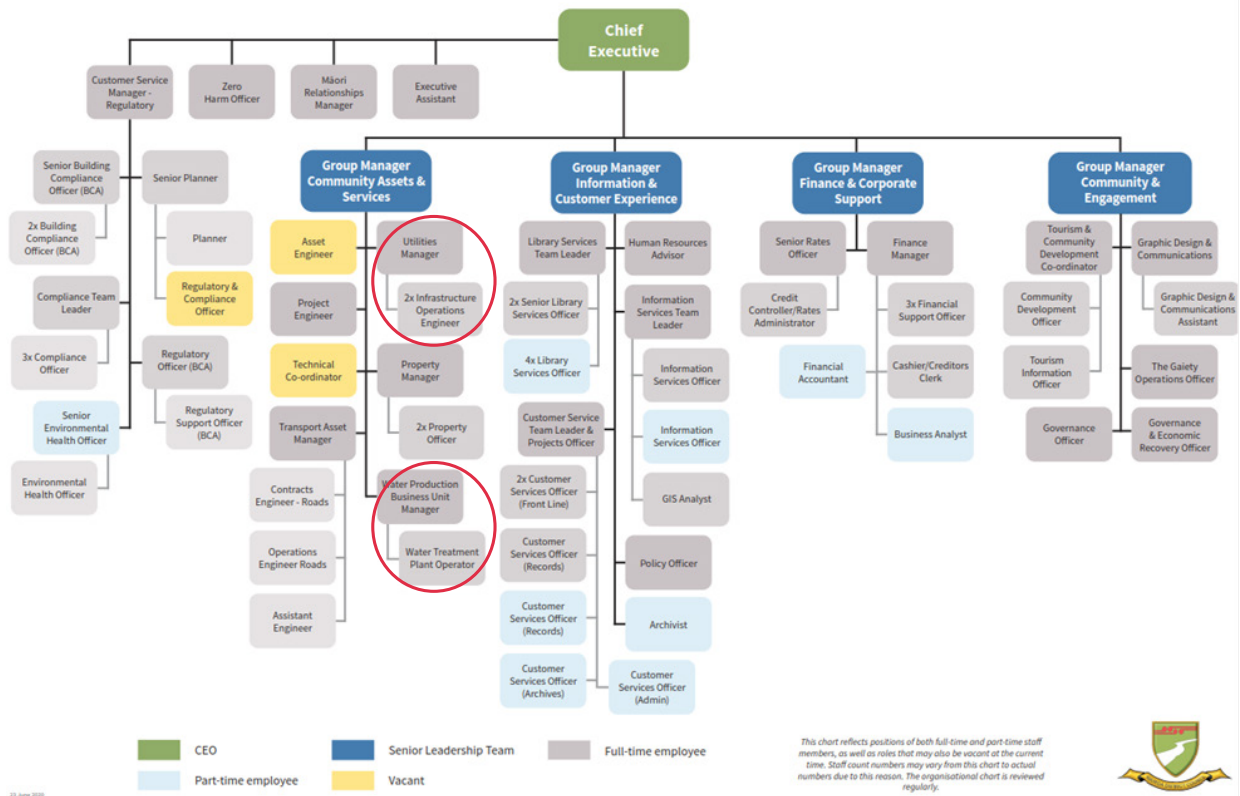 Chief
Executive
Customer Service
Manager -
Regulatory
Zero
Harm Officer
Māori
Relationships
Manager
Executive
Assistant
Senior Building
Compliance
Officer (BCA)
Senior Planner
2x Building
Compliance
Officer (BCA)
Planner
Regulatory &
Compliance
Officer
Compliance Team
Leader
3x Compliance
Officer
Regulatory
Officer (BCA)
Regulatory
Support Officer
(BCA)
Senior
Environmental
Health Officer
Environmental
Health Officer
Group Manager
Community Assets &
Services
Asset
Engineer
Utilities
Manager
2x Infrastructure
Operations
Engineer
Project
Engineer
Technical
Co-ordinator
Property
Manager
2x Property
Officer
Transport Asset
Manager
Contracts
Engineer - Roads
Operations
Engineer Roads
Assistant
Engineer
Water Production
Business Unit
Manager
Water Treatment
Plant Operator
Group Manager
Information &
Customer Experience
Library Services
Team Leader
Human Resources
Advisor
2x Senior Library
Services Officer
4x Library
Services Officer
Information
Services Team
Leader
Information
Services Officer
Information
Services Officer
GIS Analyst
Customer Service
Team Leader &
Projects Officer
2x Customer
Services Officer
(Front Line)
Customer
Services Officer
(Records)
Customer
Services Officer
(Records)
Customer
Services Officer
(Archives)
Customer
Services Officer
(Admin)
Policy Officer
Archivist
Group Manager
Finance & Corporate
Support
Senior Rates
Officer
Finance
Manager
Credit
Controller/Rates
Administrator
3x Financial
Support Officer
Financial
Accountant
Cashier/Creditors
Clerk
Business Analyst
Group Manager
Community &
Engagement
Tourism &
Community
Development
Co-ordinator
Graphic Design &
Communications
Community
Development
Officer
Graphic Design &
Communications
Assistant
Tourism
Information
Officer
The Gaiety
Operations Officer
Governance
Officer
Governance
& Economic
Recovery Officer
CEO
Senior Leadership Team
Full-time employee
Part-time employee
Vacant
This chart reflects positions of both full-time and part-time staff
members, as well as roles that may also be vacant at the current
time. Staff count numbers may vary from this chart to actual
numbers due to this reason. The organisational chart is reviewed
regularly.